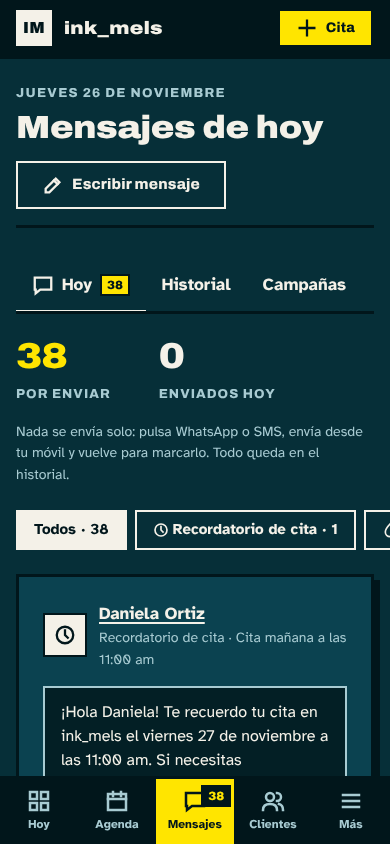 IM ink_mels
Cita
JUEVES 26 DE NOVIEMBRE
Mensajes de hoy
Escribir mensaje
Hoy 38 Historial Campañas
38 0
POR ENVIAR ENVIADOS HOY
Nada se envía solo: pulsa WhatsApp o SMS, envía desde
tu móvil y vuelve para marcarlo. Todo queda en el
historial.
Todos · 38 Recordatorio de cita · 1
Daniela Ortiz
Recordatorio de cita · Cita mañana a las
11:00 am
¡Hola Daniela! Te recuerdo tu cita en
ink_mels el viernes 27 de noviembre a
las 11:00 am. Si necesitas
38
Hoy Agenda Mensajes Clientes Más